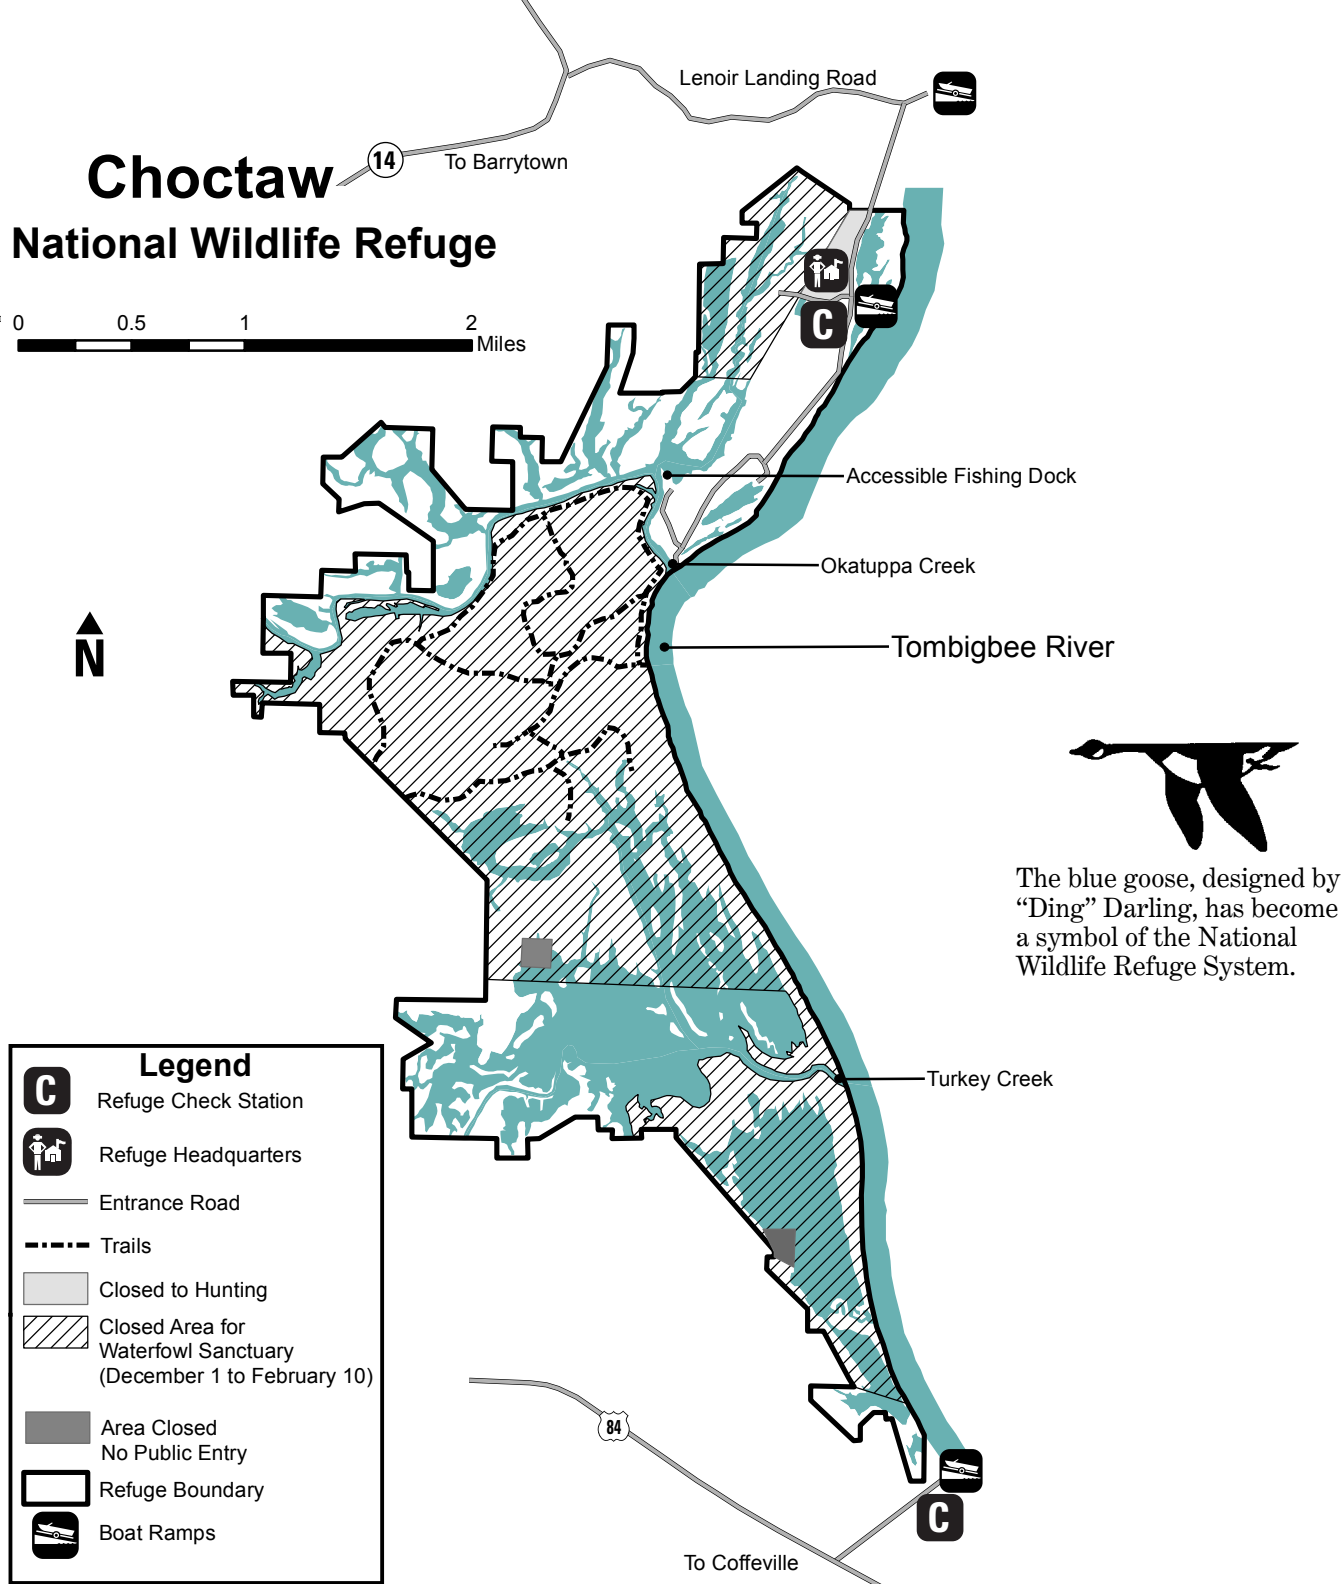 Lenoir Landing Road
14
To Barrytown
Choctaw
National Wildlife Refuge
0 0.5 1 2
Miles
C
Accessible Fishing Dock
Okatuppa Creek
N
Tombigbee River
The blue goose, designed by
“Ding” Darling, has become
a symbol of the National
Wildlife Refuge System.
Turkey Creek
Legend
C
Refuge Check Station
Refuge Headquarters
Entrance Road
Trails
Closed to Hunting
Closed Area for
Waterfowl Sanctuary
(December 1 to February 10)
Area Closed
No Public Entry
Refuge Boundary
Boat Ramps
84
C
To Coffeville